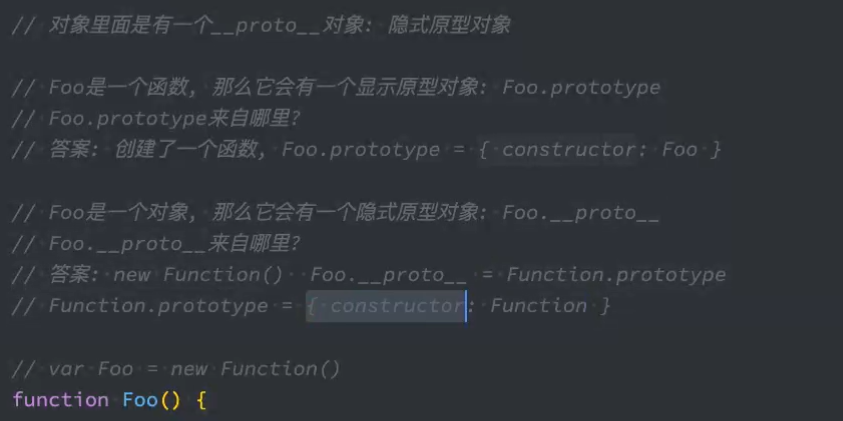 // 对象里面是有一个__proto__对象: 隐式原型对象
// Foo是一个函数, 那么它会有一个显示原型对象: Foo.prototype
// Foo.prototype来自哪里?
// 答案: 创建了一个函数, Foo.prototype = { constructor: Foo }
// Foo是一个对象, 那么它会有一个隐式原型对象: Foo.__proto__
// Foo.__proto__来自哪里?
// 答案: new Function()  Foo.__proto__ = Function.prototype
// Function.prototype = { constructor: Function }
// var Foo = new Function()
function Foo() {